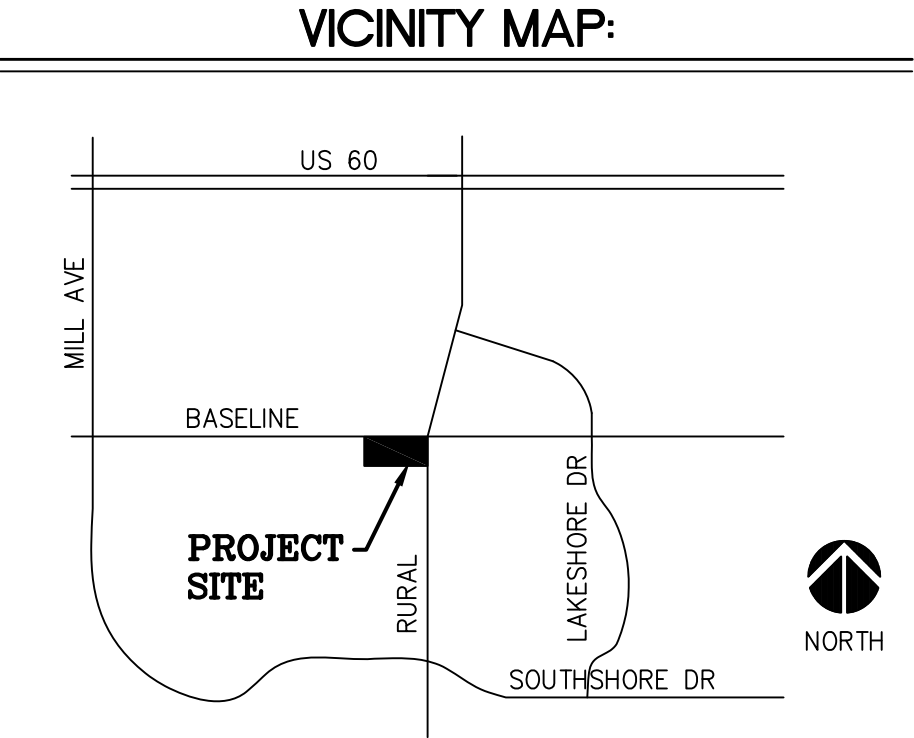 VICINITY MAP:
US 60
MILL AVE
BASELINE
LAKESHORE DR
PROJECT
SITE
RURAL
NORTH
SOUTHSHORE DR